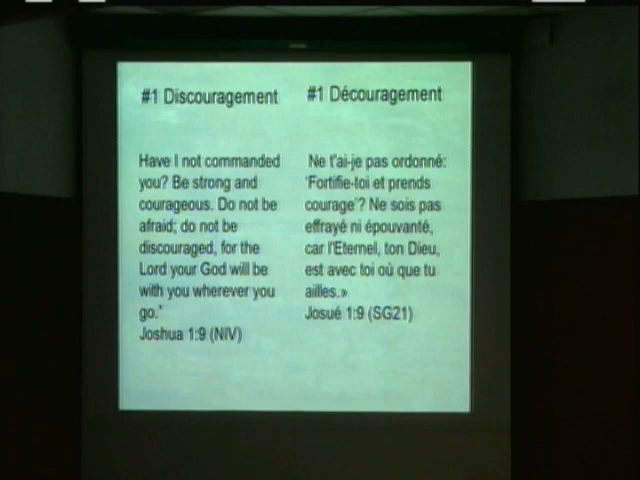 #1 Discouragement
Have I not commanded
you? Be strong and
courageous. Do not be
afraid; do not be
discouraged, for the
Lord your God will be
with you wherever you
go."
Joshua 1:9 (NIV)
#1 Découragement
Ne t'ai-je pas ordonné:
'Fortifie-toi et prends
courage'? Ne sois pas
effrayé ni épouvanté,
car l'Eternel, ton Dieu,
est avec toi où que tu
ailles.»
Josué 1:9 (SG21)